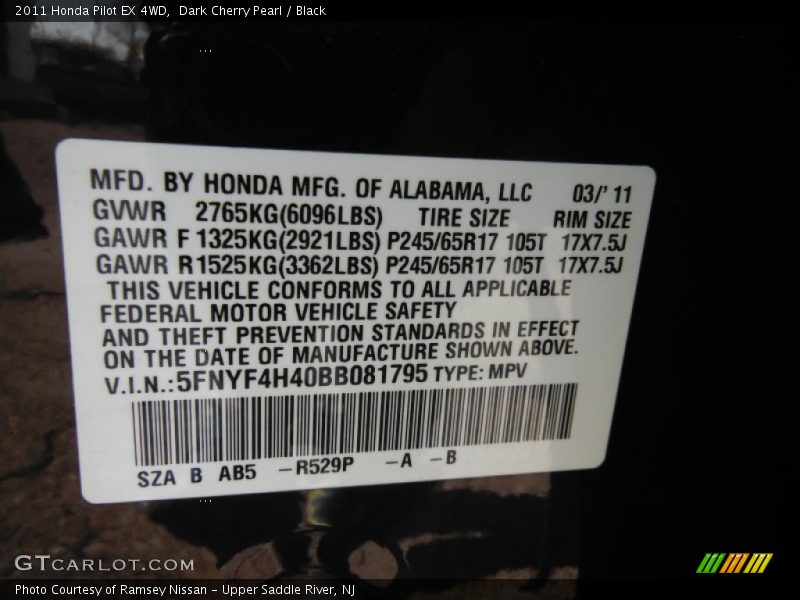 2011 Honda Pilot EX 4WD, Dark Cherry Pearl / Black
MFD. BY HONDA MFG. OF ALABAMA, LLC 03/' 11
GVWR 2765KG(6096LBS) TIRE SIZE RIM SIZE
GAWR F 1325KG(2921LBS) P245/65R17 105T 17X7.5J
GAWR R 1525KG(3362LBS) P245/65R17 105T 17X7.5J
THIS VEHICLE CONFORMS TO ALL APPLICABLE
FEDERAL MOTOR VEHICLE SAFETY
AND THEFT PREVENTION STANDARDS IN EFFECT
ON THE DATE OF MANUFACTURE SHOWN ABOVE.
V.I.N.:5FNYF4H40BB081795 TYPE: MPV
SZA B AB5 -R529P -A -B
GTCARLOT.COM
Photo Courtesy of Ramsey Nissan - Upper Saddle River, NJ